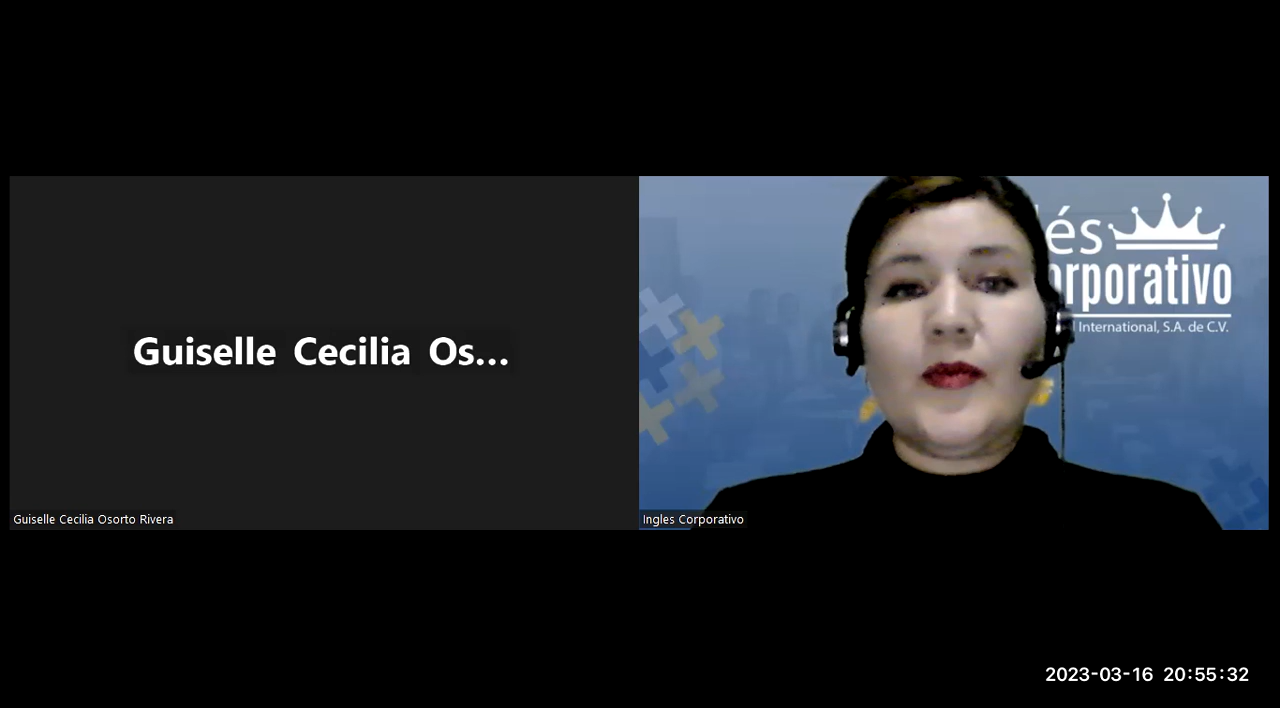 Guiselle Cecilia Os...
Guiselle Cecilia Osorto Rivera
és
orporativo
International, S.A. de C.V.
Ingles Corporativo
2023-03-16 20:55:32